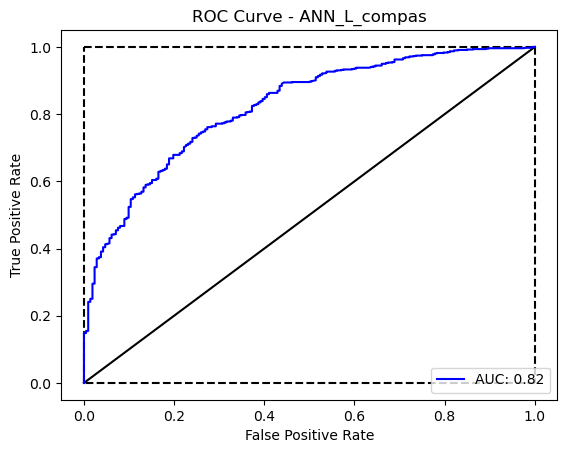 ROC Curve - ANN_L_compas
1.0
0.8
0.6
0.4
0.2
0.0
True Positive Rate
AUC: 0.82
0.0 0.2 0.4 0.6 0.8 1.0
False Positive Rate